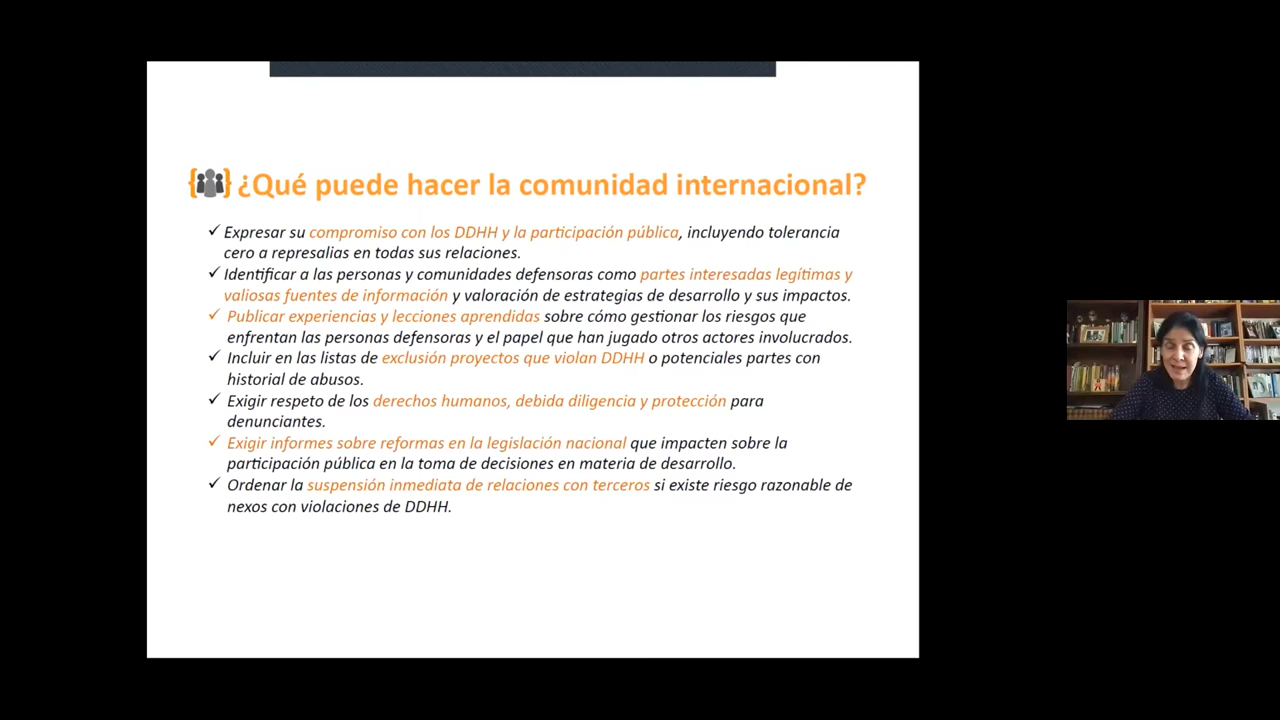 ¿Qué puede hacer la comunidad internacional?
✓ Expresar su compromiso con los DDHH y la participación pública, incluyendo tolerancia
cero a represalias en todas sus relaciones.
✓ Identificar a las personas y comunidades defensoras como partes interesadas legítimas y
valiosas fuentes de información y valoración de estrategias de desarrollo y sus impactos.
✓ Publicar experiencias y lecciones aprendidas sobre cómo gestionar los riesgos que
enfrentan las personas defensoras y el papel que han jugado otros actores involucrados.
✓ Incluir en las listas de exclusión proyectos que violan DDHH o potenciales partes con
historial de abusos.
✓ Exigir respeto de los derechos humanos, debida diligencia y protección para
denunciantes.
✓ Exigir informes sobre reformas en la legislación nacional que impacten sobre la
participación pública en la toma de decisiones en materia de desarrollo.
✓ Ordenar la suspensión inmediata de relaciones con terceros si existe riesgo razonable de
nexos con violaciones de DDHH.